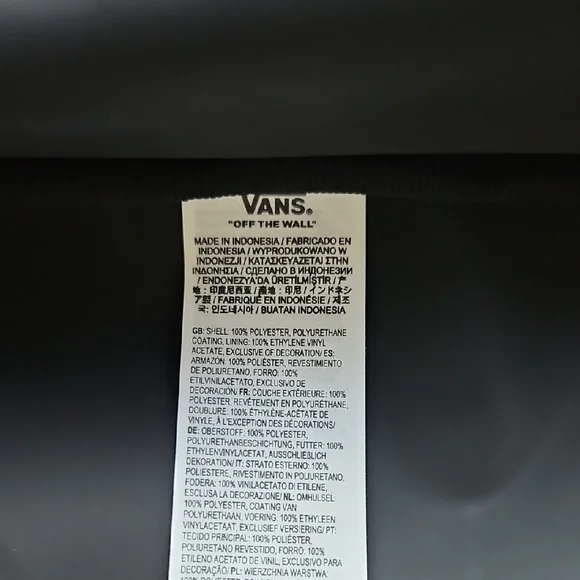 VANS®
"OFF THE WALL"
MADE IN INDONESIA / FABRICADO EN
INDONESIA / WYPRODUKOWANO W
INDONEZJI / ΚΑΤΑΣΚΕΥΑΖΕΤΑΙ ΣΤΗΝ
ΙΝΔΟΝΗΣΙΑ / СДЕЛАНО В ИНДОНЕЗИИ
/ ENDONEZYA'DA ÜRETİLMİŞTİR / 产
地：印度尼西亚 / 產地：印尼 / インドネシ
ア製 / FABRIQUÉ EN INDONÉSIE / 제조
국: 인도네시아 / BUATAN INDONESIA
GB: SHELL: 100% POLYESTER, POLYURETHANE
COATING, LINING: 100% ETHYLENE VINYL
ACETATE, EXCLUSIVE OF DECORATION/ ES:
ARMAZON: 100% POLIÉSTER, REVESTIMIENTO
DE POLIURETANO, FORRO: 100%
ETILVINILACETATO, EXCLUSIVO DE
DECORACIÓN/ FR: COUCHE EXTÉRIEURE: 100%
POLYESTER, REVÊTEMENT EN POLYURÉTHANE,
DOUBLURE: 100% ÉTHYLÈNE-ACÉTATE DE
VINYLE, À L'EXCEPTION DES DÉCORATIONS/
DE: OBERSTOFF: 100% POLYESTER,
POLYURETHANBESCHICHTUNG, FUTTER: 100%
ETHYLENVINYLACETAT, AUSSCHLIEßLICH
DEKORATION/ IT: STRATO ESTERNO: 100%
POLIESTERE, RIVESTIMENTO IN POLIURETANO,
FODERA: 100% VINILACETATO DI ETILENE,
ESCLUSA LA DECORAZIONE/ NL: OMHULSEL:
100% POLYESTER, COATING VAN
POLYURETHAAN, VOERING: 100% ETHYLEEN
VINYLACETAAT, EXCLUSIEF VERSIERING/ PT:
TECIDO PRINCIPAL: 100% POLIÉSTER,
POLIURETANO REVESTIDO, FORRO: 100%
ETILENO ACETATO DE VINIL, EXCLUSIVO PARA
DECORAÇÃO/ PL: WIERZCHNIA WARSTWA: